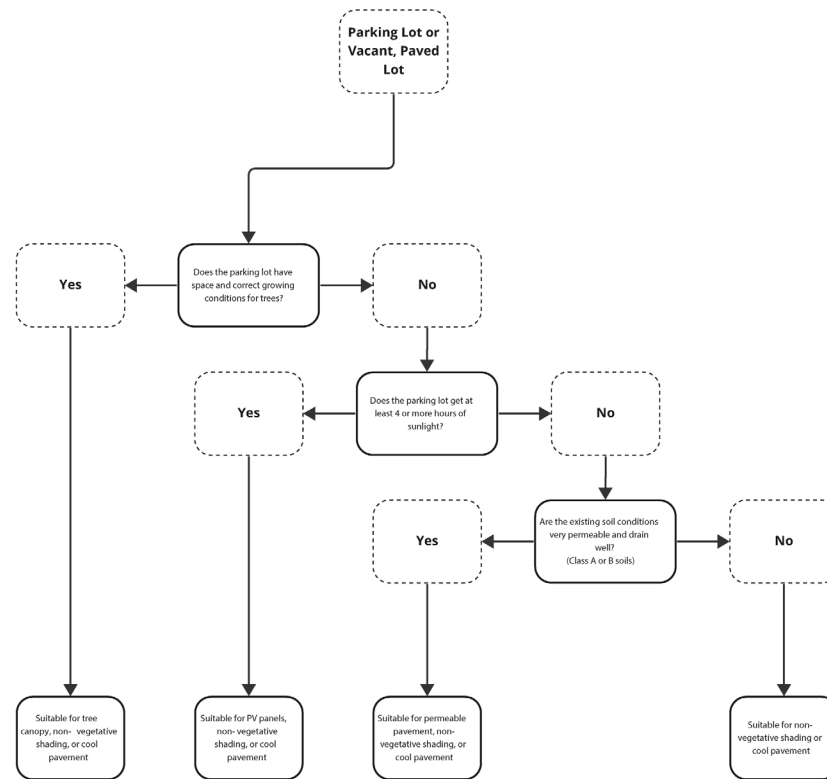 Parking Lot or
Vacant, Paved
Lot
Yes
Does the parking lot have
space and correct growing
conditions for trees?
No
Yes
Does the parking lot get at
least 4 or more hours of
sunlight?
No
Yes
Are the existing soil conditions
very permeable and drain
well?
(Class A or B soils)
No
Suitable for tree
canopy, non- vegetative
shading, or cool
pavement
Suitable for PV panels,
non- vegetative
shading, or cool
pavement
Suitable for permeable
pavement, non-
vegetative shading, or
cool pavement
Suitable for non-
vegetative shading or
cool pavement